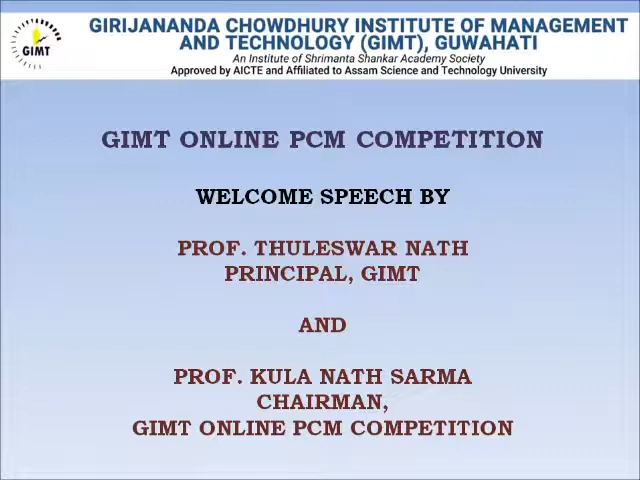 GIMT
GIRIJANANDA CHOWDHURY INSTITUTE OF MANAGEMENT
AND TECHNOLOGY (GIMT), GUWAHATI
An Institute of Shrimanta Shankar Academy Society
Approved by AICTE and Affiliated to Assam Science and Technology University
GIMT ONLINE PCM COMPETITION
WELCOME SPEECH BY
PROF. THULESWAR NATH
PRINCIPAL, GIMT
AND
PROF. KULA NATH SARMA
CHAIRMAN,
GIMT ONLINE PCM COMPETITION